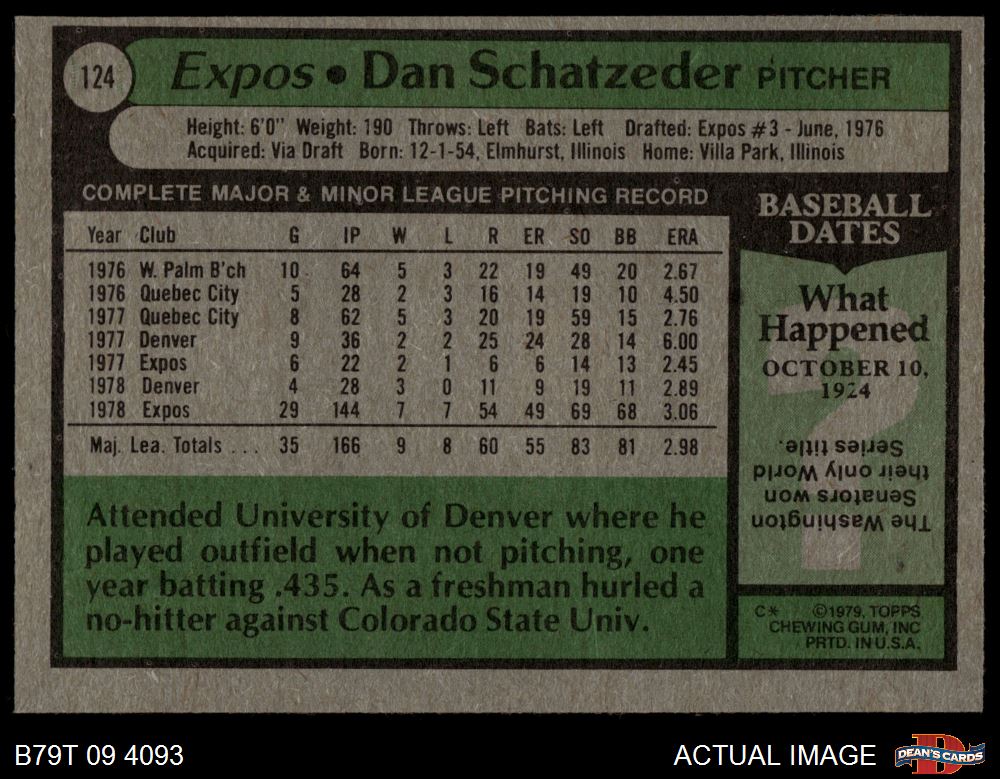 124 Expos • Dan Schatzeder PITCHER
Height: 6'0" Weight: 190 Throws: Left Bats: Left Drafted: Expos #3 - June, 1976
Acquired: Via Draft Born: 12-1-54, Elmhurst, Illinois Home: Villa Park, Illinois
COMPLETE MAJOR & MINOR LEAGUE PITCHING RECORD
Year Club G IP W L R ER SO BB ERA
1976 W. Palm B'ch 10 64 5 3 22 19 49 20 2.67
1976 Quebec City 5 28 2 3 16 14 19 10 4.50
1977 Quebec City 8 62 5 3 20 19 59 15 2.76
1977 Denver 9 36 2 2 25 24 28 14 6.00
1977 Expos 6 22 2 1 6 6 14 13 2.45
1978 Denver 4 28 3 0 11 9 19 11 2.89
1978 Expos 29 144 7 7 54 49 69 68 3.06
Maj. Lea. Totals ... 35 166 9 8 60 55 83 81 2.98
Attended University of Denver where he
played outfield when not pitching, one
year batting .435. As a freshman hurled a
no-hitter against Colorado State Univ.
BASEBALL
DATES
What
Happened
OCTOBER 10,
1924
The Washington
Senators won
their only World
Series title.
C* ©1979, TOPPS
CHEWING GUM, INC
PRTD. IN U.S.A.
B79T 09 4093
ACTUAL IMAGE
DEAN'S CARDS